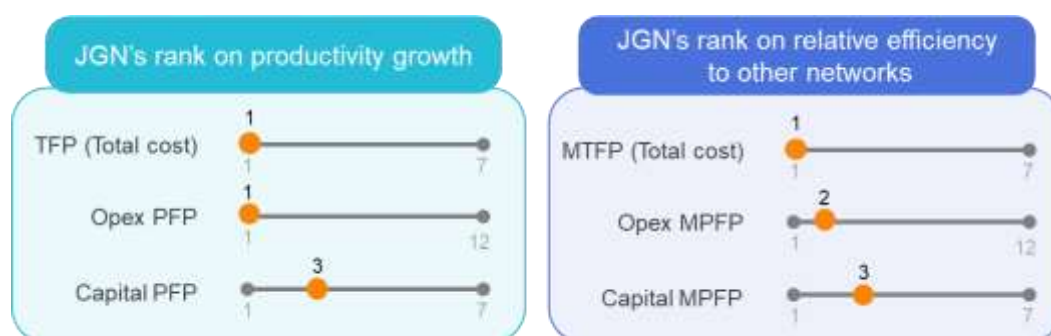 JGN's rank on productivity growth
TFP (Total cost)
1
1
7
Opex PFP
1
1
12
Capital PFP
3
1
7
JGN's rank on relative efficiency
to other networks
MTFP (Total cost)
1
1
7
Opex MPFP
2
1
12
Capital MPFP
3
1
7